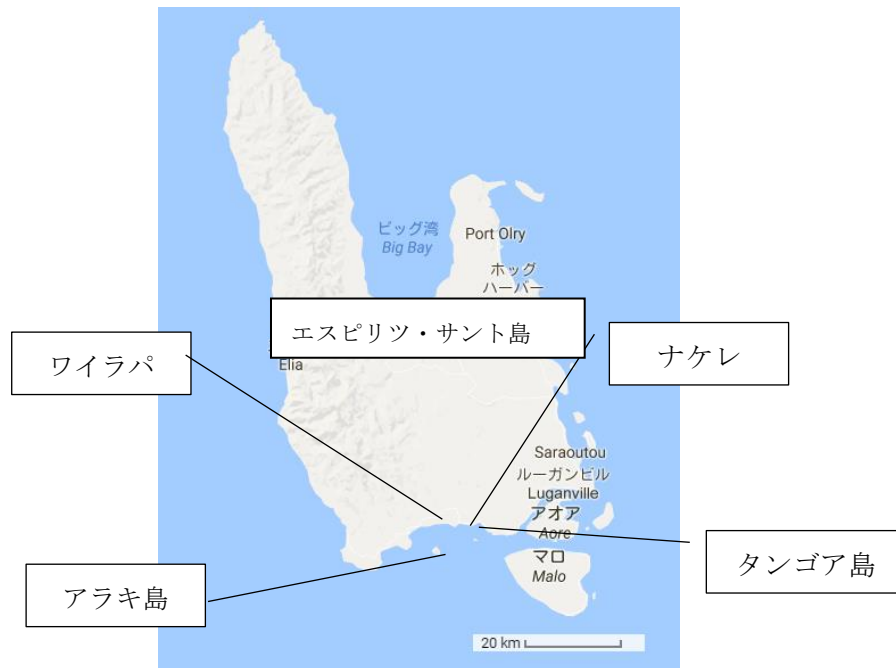 ビッグ湾
Big Bay
Port Olry
ホッグ
ハーバー
エスピリツ・サント島
ワイラパ
ナケレ
Elia
Saraoutou
ルーガンビル
Luganville
アオア
Aore
マロ
Malo
タンゴア島
アラキ島
20 km